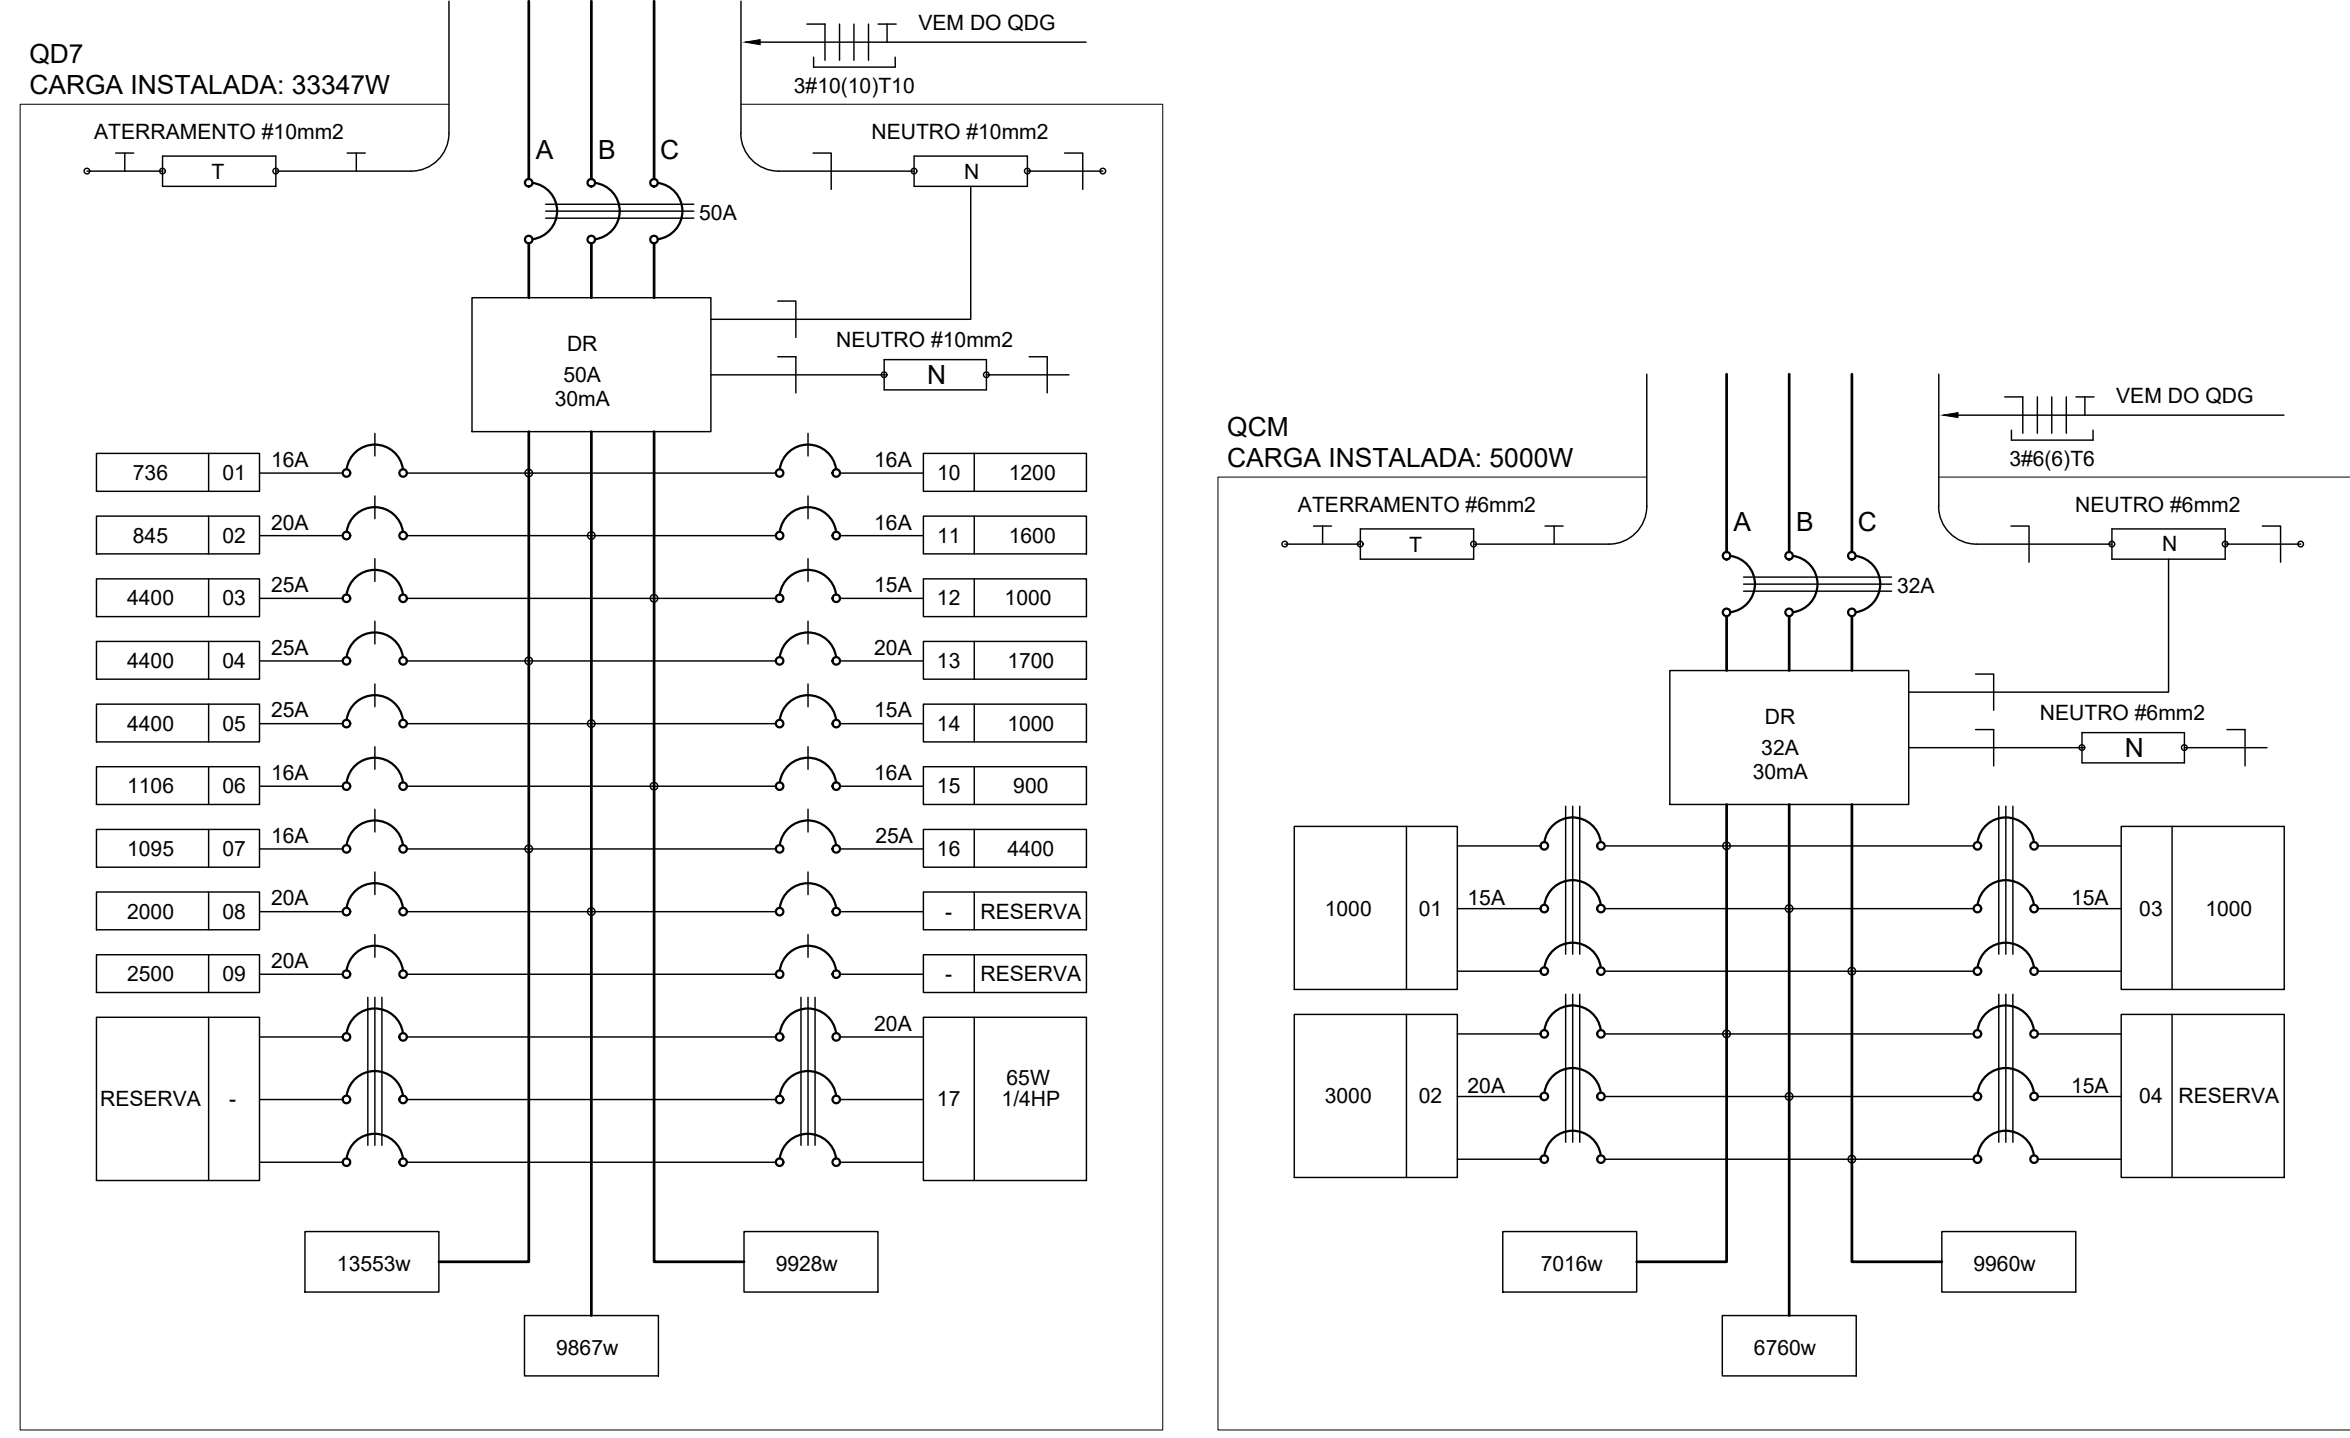 QD7
CARGA INSTALADA: 33347W
VEM DO QDG
3#10(10)T10
ATERRAMENTO #10mm2
T
A B C
NEUTRO #10mm2
N
50A
DR
50A
30mA
NEUTRO #10mm2
N
736 01 16A 16A 10 1200
845 02 20A 16A 11 1600
4400 03 25A 15A 12 1000
4400 04 25A 20A 13 1700
4400 05 25A 15A 14 1000
1106 06 16A 16A 15 900
1095 07 16A 25A 16 4400
2000 08 20A - RESERVA
2500 09 20A - RESERVA
RESERVA - 20A 17 65W
1/4HP
13553w
9928w
9867w
QCM
CARGA INSTALADA: 5000W
VEM DO QDG
3#6(6)T6
ATERRAMENTO #6mm2
T
A B C
NEUTRO #6mm2
N
32A
DR
32A
30mA
NEUTRO #6mm2
N
1000 01 15A 15A 03 1000
3000 02 20A 15A 04 RESERVA
7016w
9960w
6760w